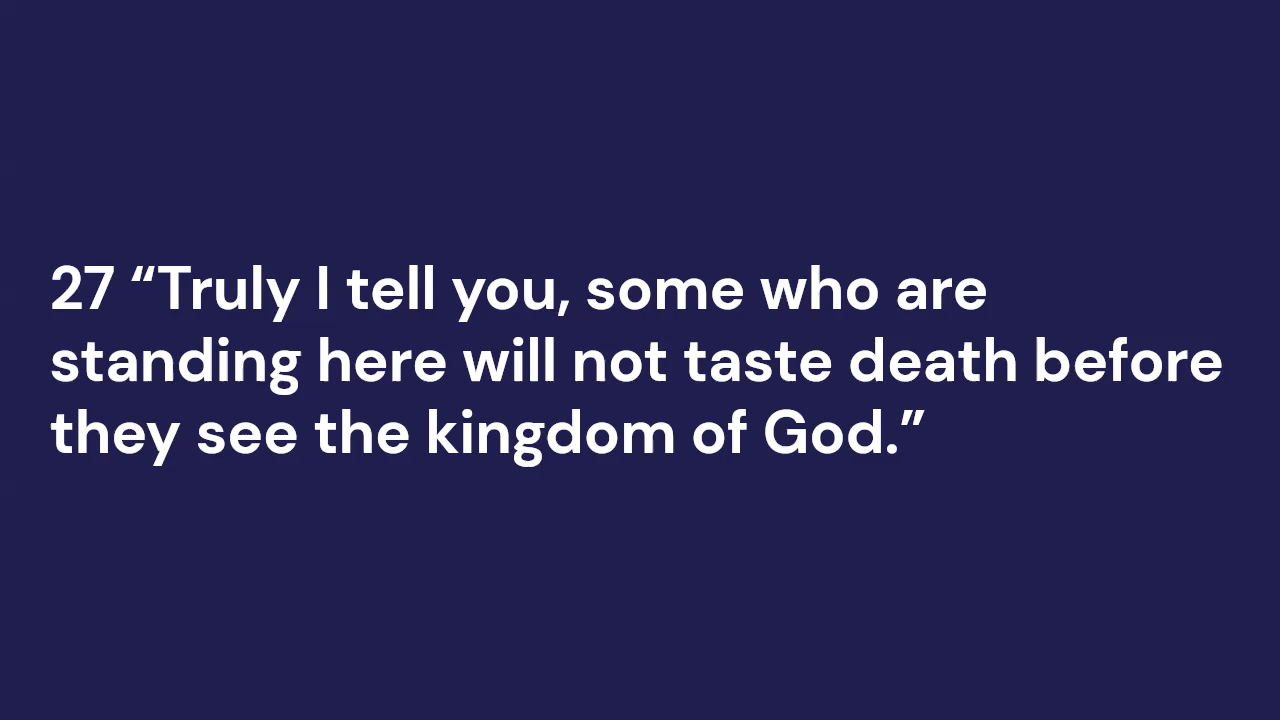 27 “Truly I tell you, some who are
standing here will not taste death before
they see the kingdom of God.”